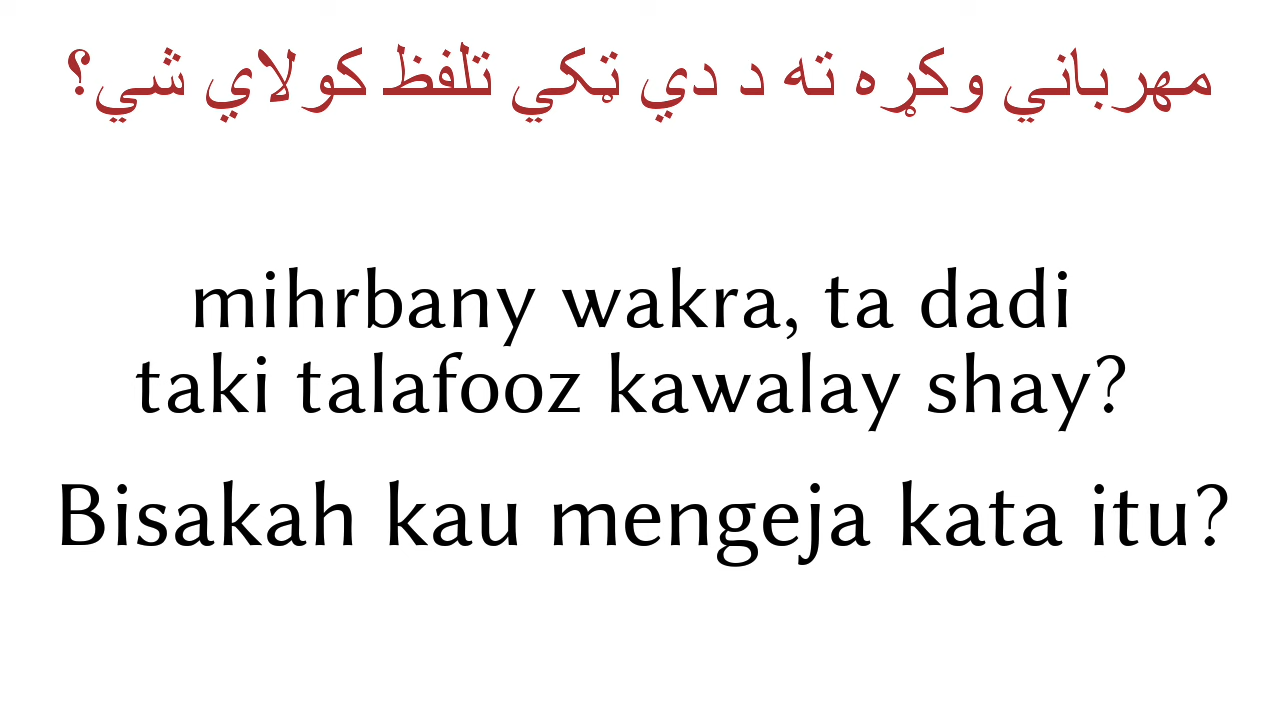 مهرباني وکړه ته د دي ټکي تلفظ کولاي شي؟
mihrbany wakra, ta dadi
taki talafooz kawalay shay?
Bisakah kau mengeja kata itu?